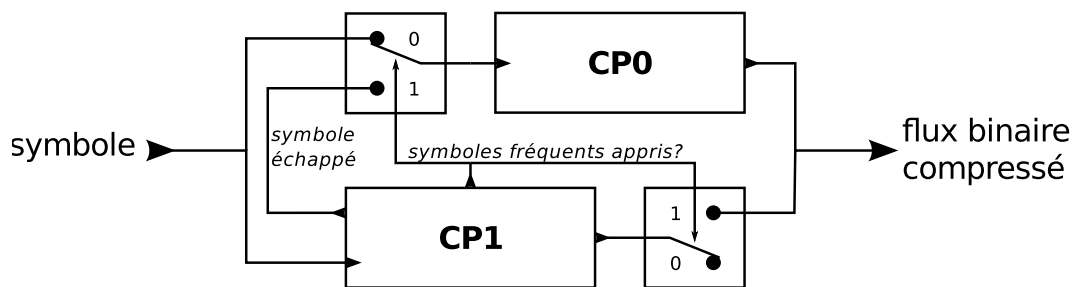 0
CP0
1
symbole
symbole
échappé
symboles fréquents appris?
flux binaire
compressé
CP1
1
0